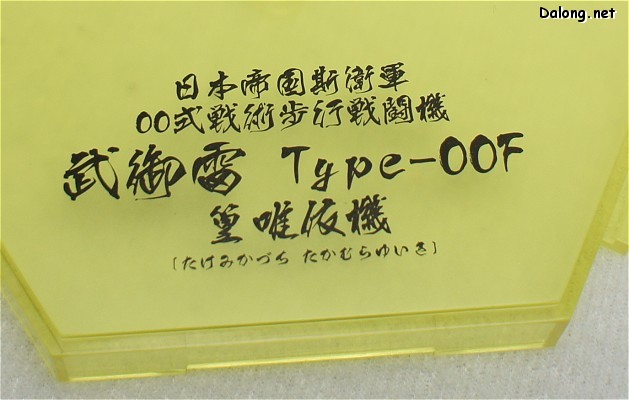 Dalong.net
日本帝国斯衛軍
00式戦術歩行戦闘機
武御雷 Type-00F
篁唯依機
(たけみかづち たかむらゆいき)